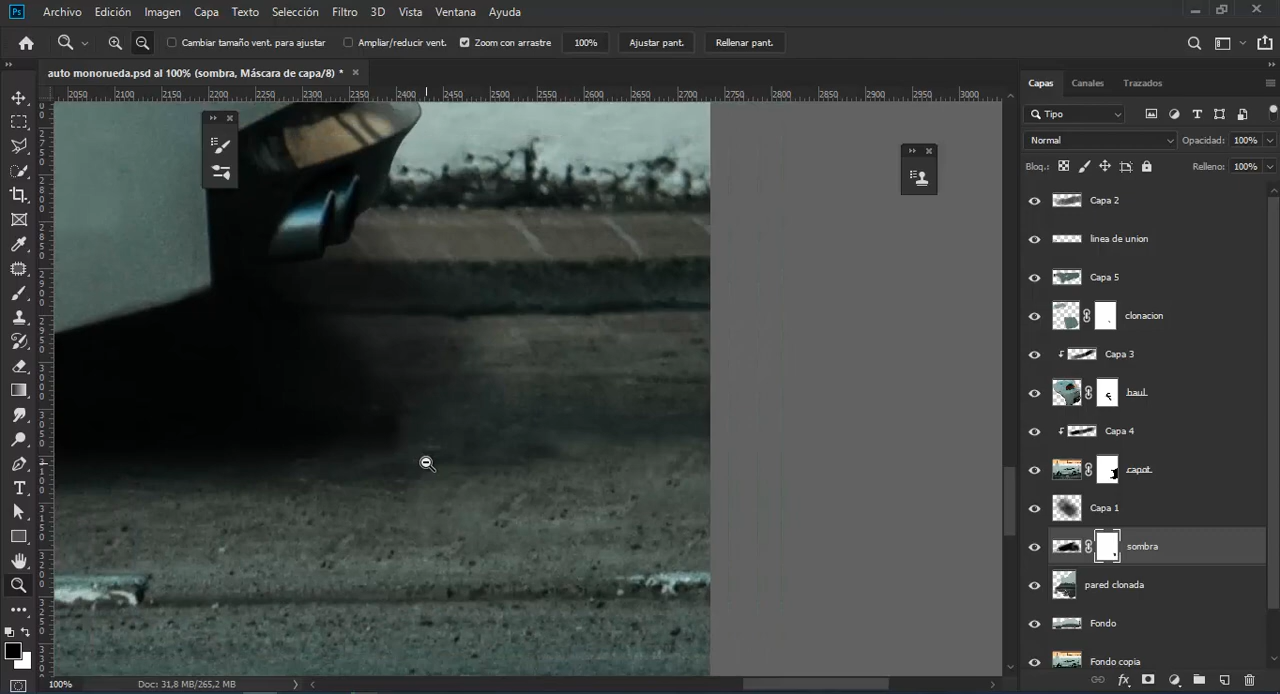 Ps Archivo Edición Imagen Capa Texto Selección Filtro 3D Vista Ventana Ayuda
Cambiar tamaño vent. para ajustar Ampliar/reducir vent. Zoom con arrastre 100% Ajustar pant. Rellenar pant.
auto monorueda.psd al 100% (sombra, Máscara de capa/8) * ×
2050 2100 2150 2200 2250 2300 2350 2400 2450 2500 2550 2600 2650 2700 2750 2800 2850 2900 2950 3000
Capas Canales Trazados
Tipo
Normal Opacidad: 100%
Bloq.: Relleno: 100%
Capa 2
linea de union
Capa 5
clonacion
Capa 3
baul
Capa 4
capot
Capa 1
sombra
pared clonada
Fondo
Fondo copia
100% Doc: 31,8 MB/265,2 MB